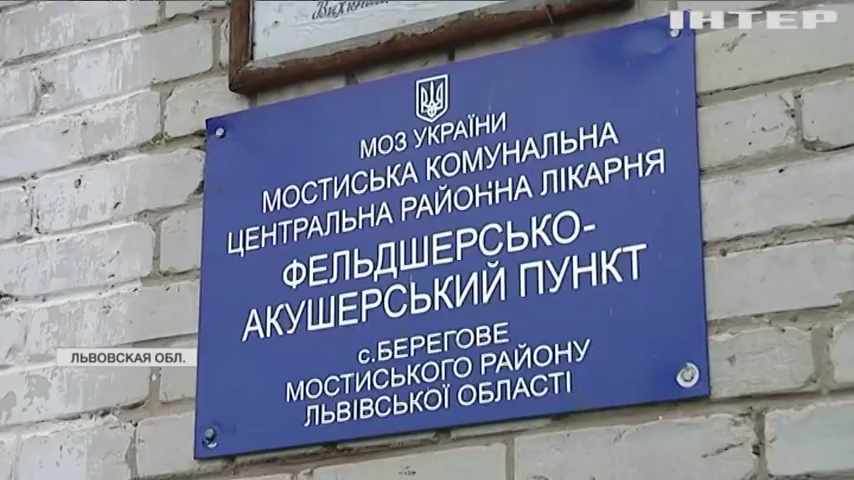 ІНТЕР
МОЗ УКРАЇНИ
МОСТИСЬКА КОМУНАЛЬНА
ЦЕНТРАЛЬНА РАЙОННА ЛІКАРНЯ
ФЕЛЬДШЕРСЬКО-
АКУШЕРСЬКИЙ ПУНКТ
с.БЕРЕГОВЕ
МОСТИСЬКОГО РАЙОНУ
ЛЬВІВСЬКОЇ ОБЛАСТІ
ЛЬВОВСКАЯ ОБЛ.